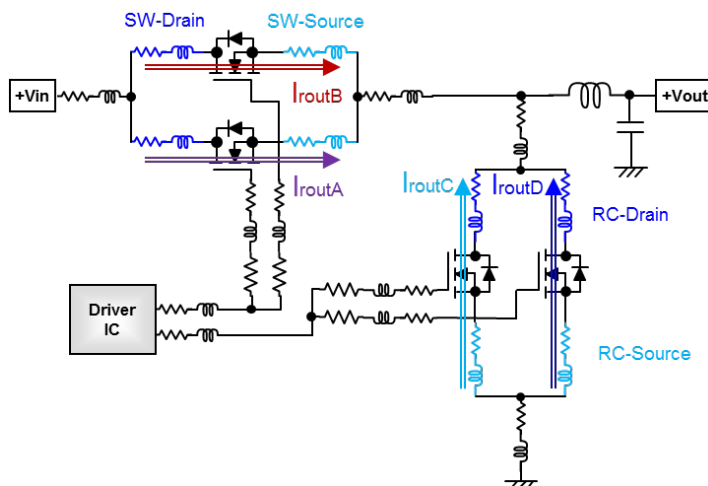 SW-Drain
SW-Source
+Vin
IroutB
+Vout
IroutA
IroutC
IroutD
RC-Drain
Driver
IC
RC-Source